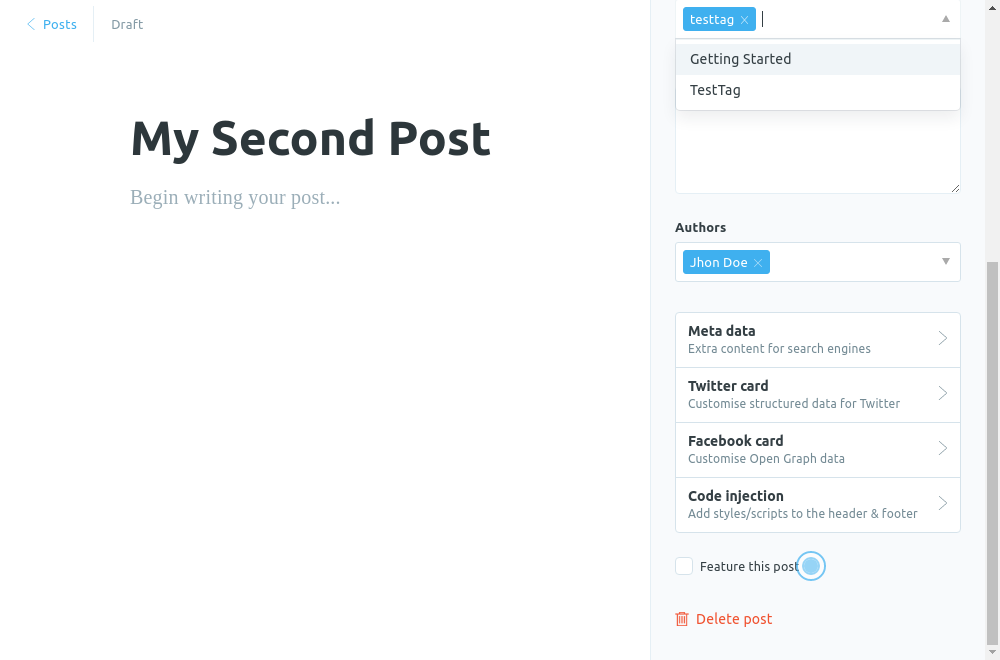 Posts Draft
My Second Post
Begin writing your post...
testtag
Getting Started
TestTag
Authors
Jhon Doe
Meta data
Extra content for search engines
Twitter card
Customise structured data for Twitter
Facebook card
Customise Open Graph data
Code injection
Add styles/scripts to the header & footer
Feature this post
Delete post